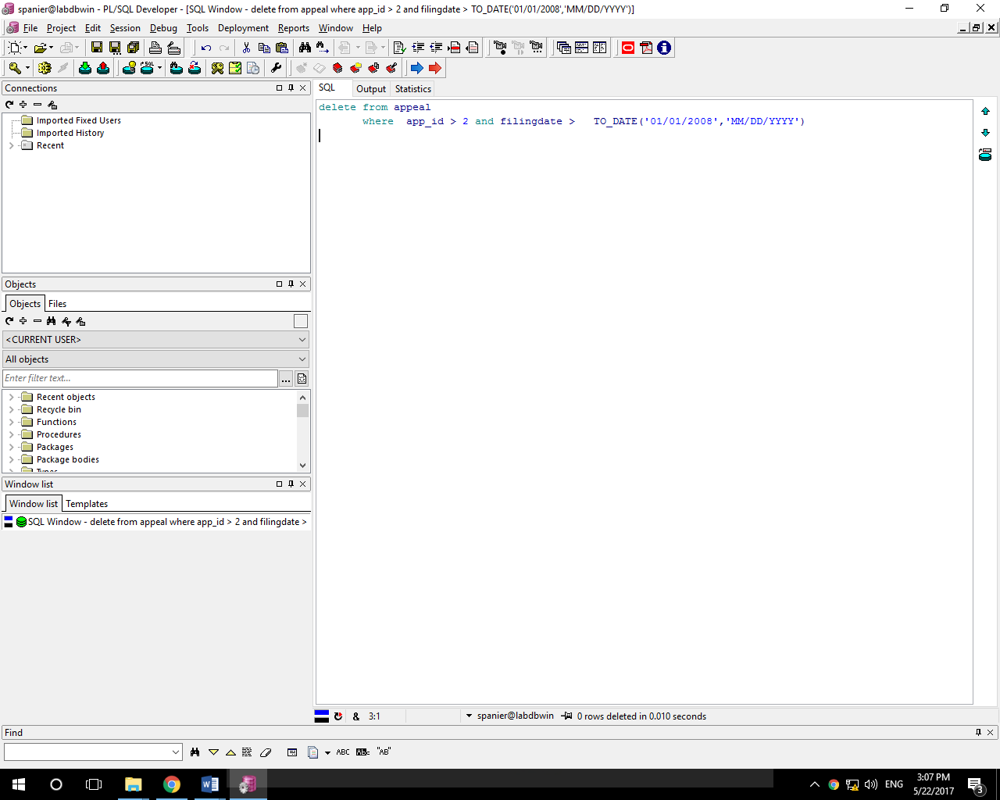 spanier@labdbwin - PL/SQL Developer - [SQL Window - delete from appeal where app_id > 2 and filingdate > TO_DATE('01/01/2008','MM/DD/YYYY')]
File Project Edit Session Debug Tools Deployment Reports Window Help
Connections
Imported Fixed Users
Imported History
Recent
Objects
Objects Files
<CURRENT USER>
All objects
Enter filter text...
Recent objects
Recycle bin
Functions
Procedures
Packages
Package bodies
Types
Window list
Window list Templates
SQL Window - delete from appeal where app_id > 2 and filingdate >
SQL Output Statistics
delete from appeal
where app_id > 2 and filingdate > TO_DATE('01/01/2008','MM/DD/YYYY')
& 3:1 spanier@labdbwin 0 rows deleted in 0.010 seconds
Find
ABC "AB"
ENG 3:07 PM
5/22/2017
3